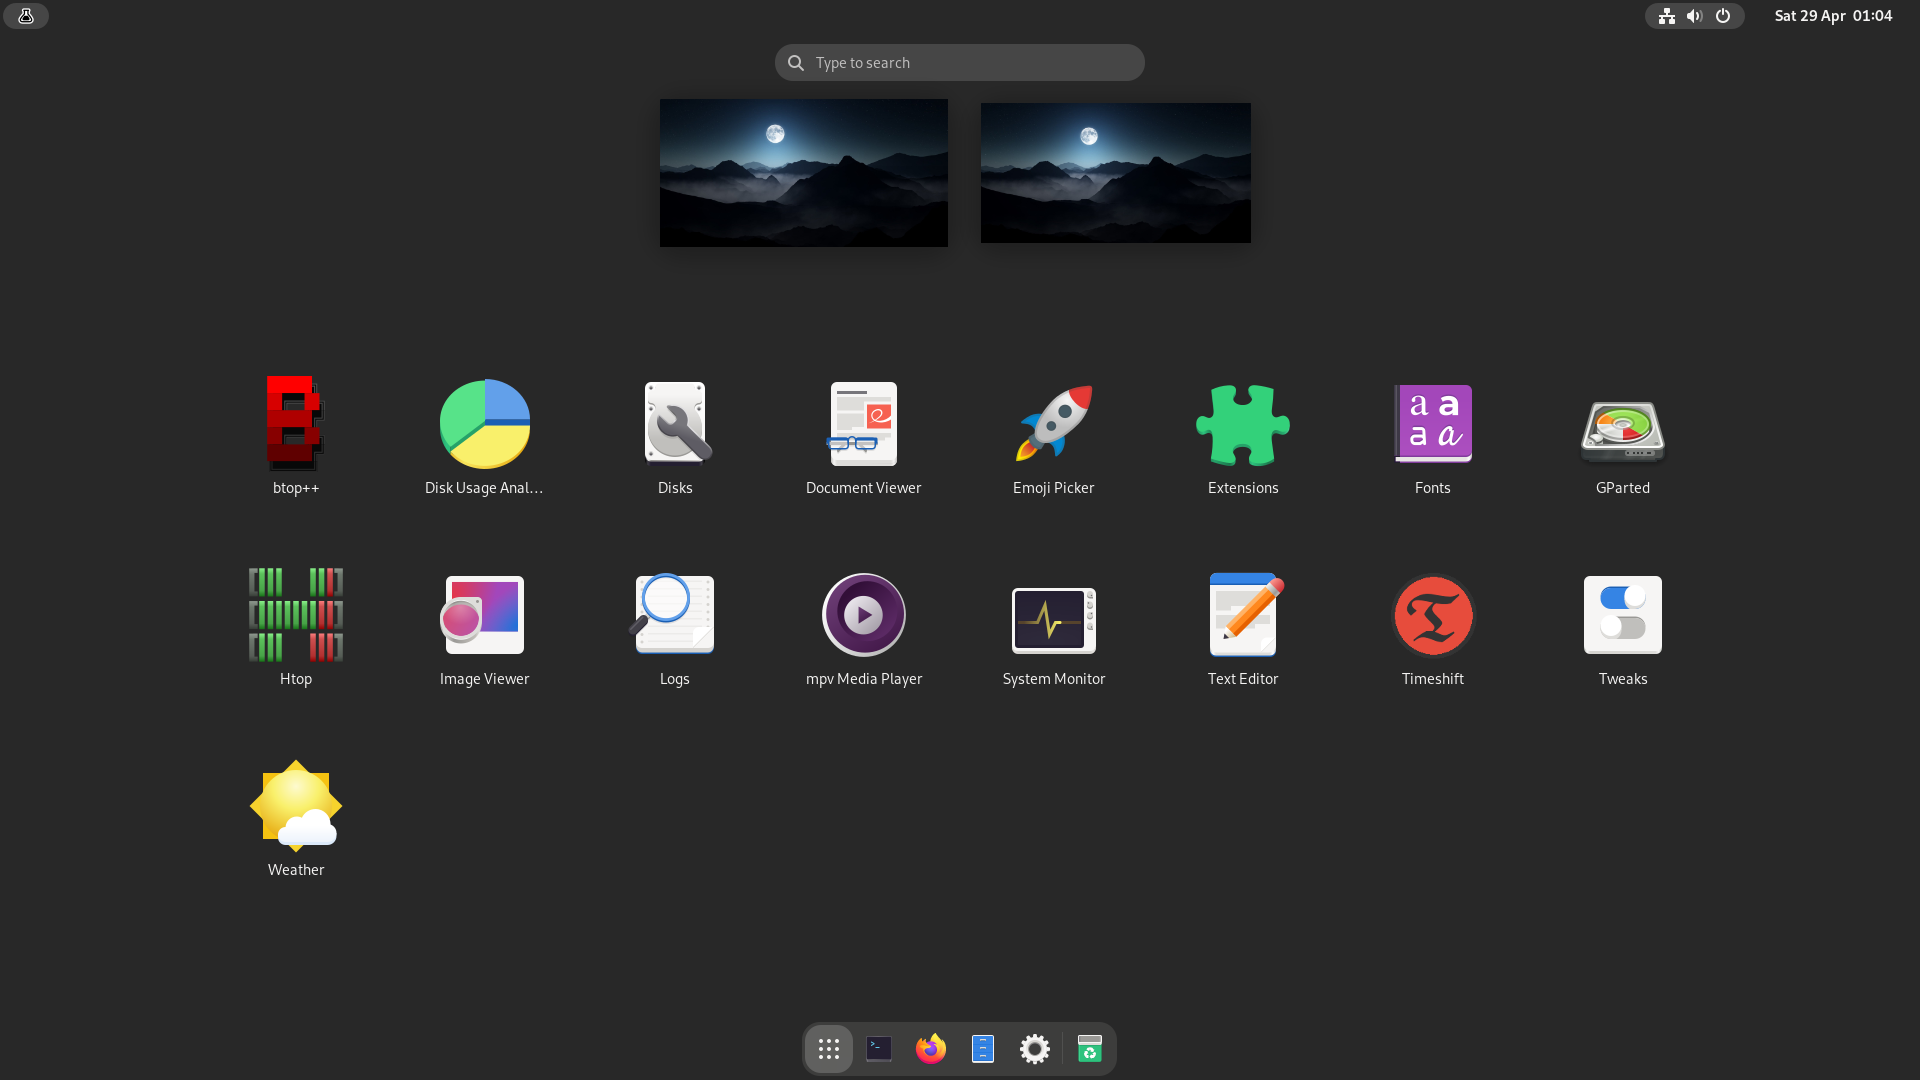 Sat 29 Apr 01:04
Type to search
btop++
Disk Usage Anal...
Disks
Document Viewer
Emoji Picker
Extensions
Fonts
GParted
Htop
Image Viewer
Logs
mpv Media Player
System Monitor
Text Editor
Timeshift
Tweaks
Weather